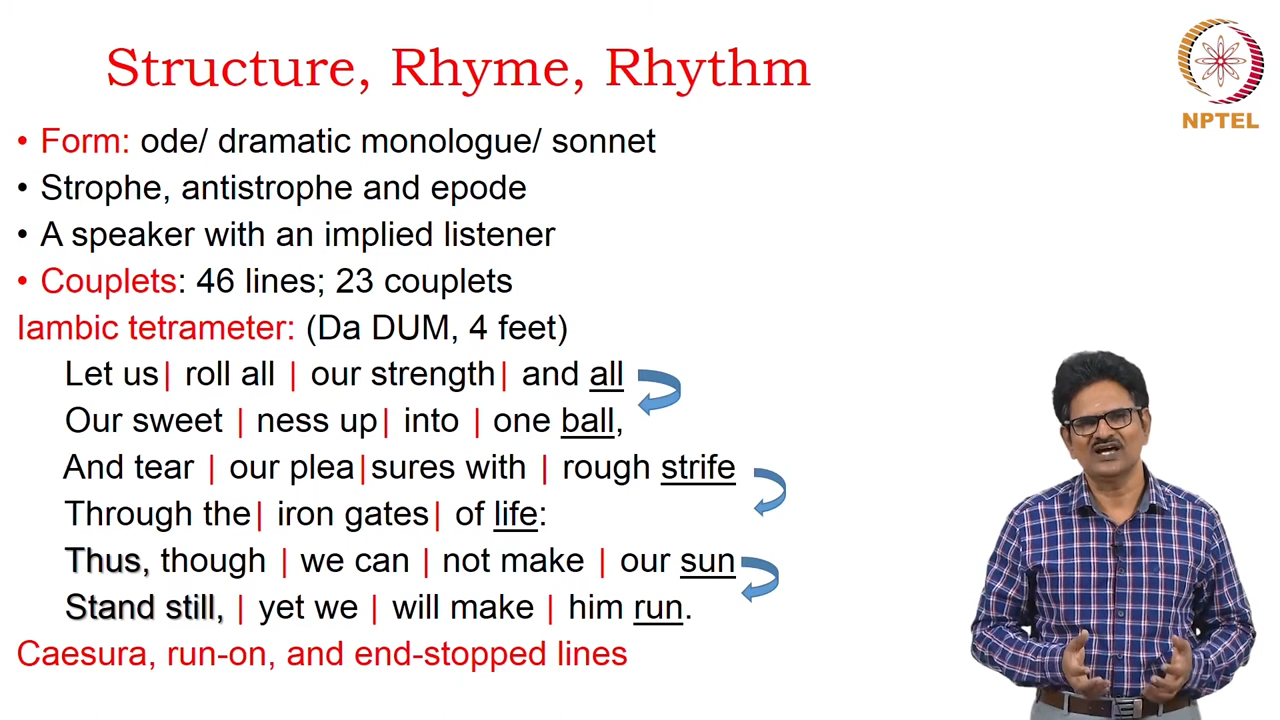 Structure, Rhyme, Rhythm
NPTEL
• Form: ode/ dramatic monologue/ sonnet
• Strophe, antistrophe and epode
• A speaker with an implied listener
• Couplets: 46 lines; 23 couplets
Iambic tetrameter: (Da DUM, 4 feet)
Let us| roll all | our strength| and all
Our sweet | ness up| into | one ball,
And tear | our plea|sures with | rough strife
Through the| iron gates| of life:
Thus, though | we can | not make | our sun
Stand still, | yet we | will make | him run.
Caesura, run-on, and end-stopped lines